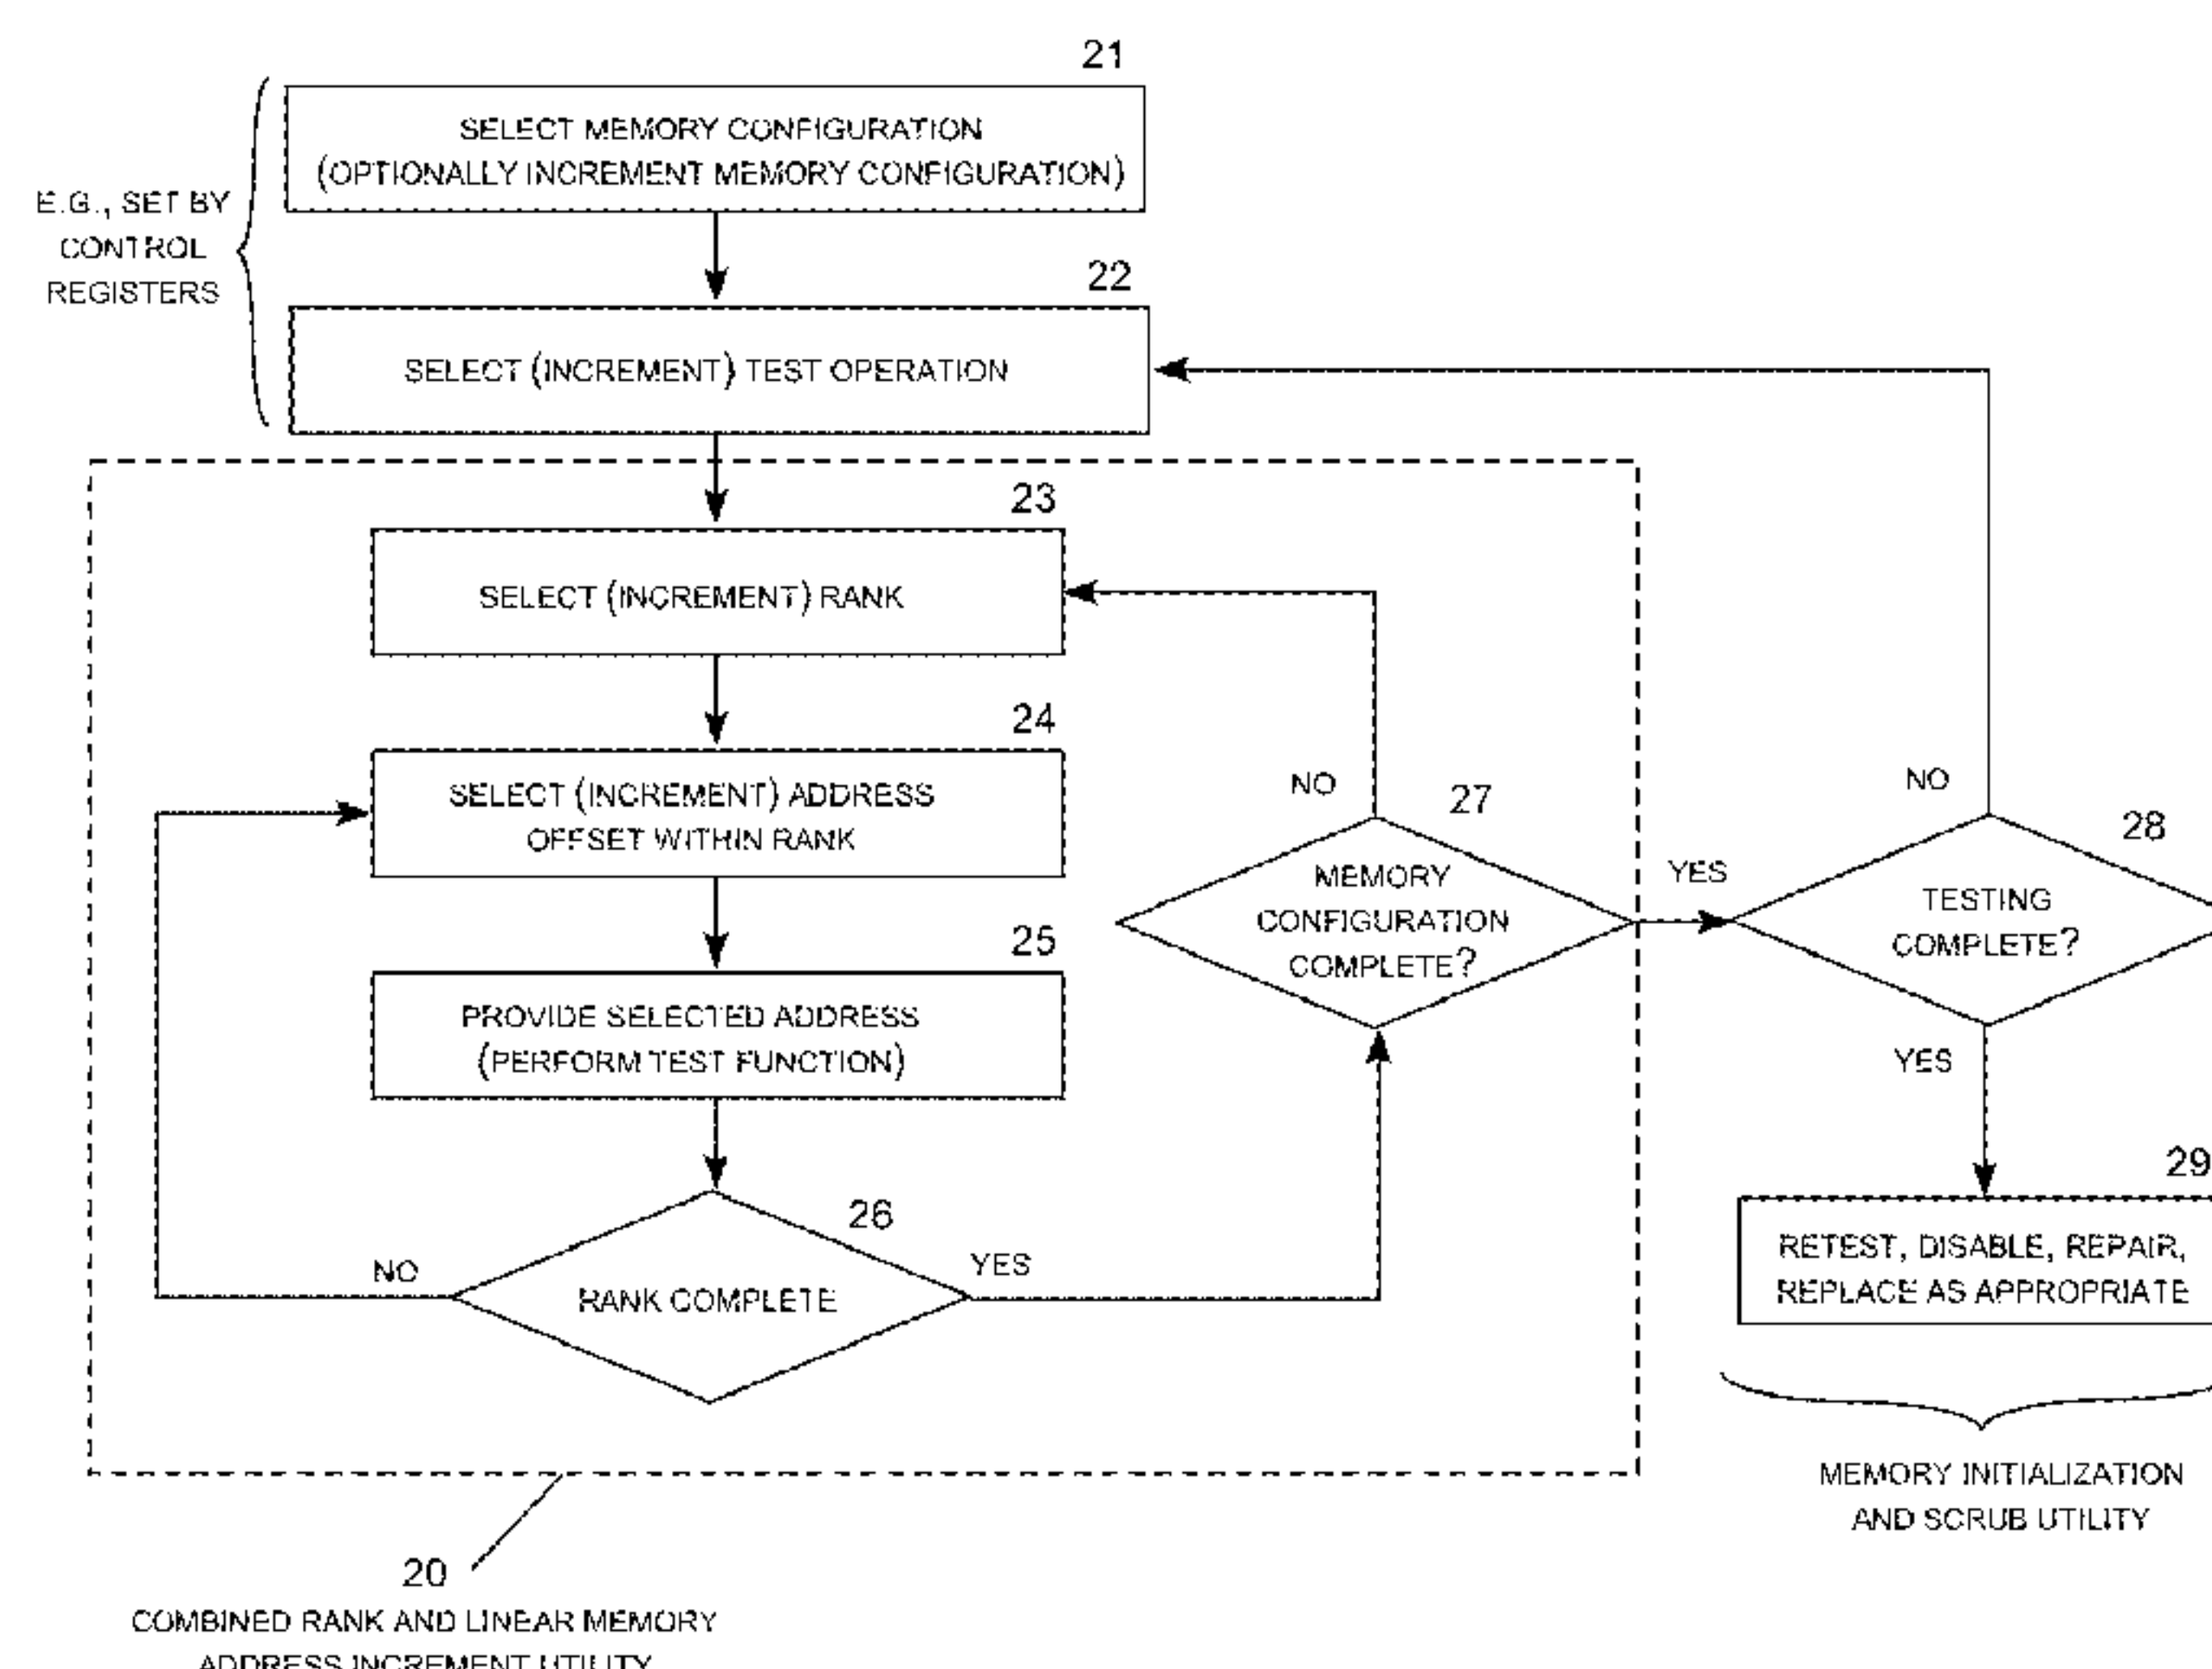 21
SELECT MEMORY CONFIGURATION
(OPTIONALLY INCREMENT MEMORY CONFIGURATION)
E.G., SET BY
CONTROL
REGISTERS
22
SELECT (INCREMENT) TEST OPERATION
23
SELECT (INCREMENT) RANK
24
SELECT (INCREMENT) ADDRESS
OFFSET WITHIN RANK
25
PROVIDE SELECTED ADDRESS
(PERFORM TEST FUNCTION)
26
RANK COMPLETE
NO
YES
27
MEMORY
CONFIGURATION
COMPLETE?
NO
YES
28
TESTING
COMPLETE?
NO
YES
29
RETEST, DISABLE, REPAIR,
REPLACE AS APPROPRIATE
MEMORY INITIALIZATION
AND SCRUB UTILITY
20
COMBINED RANK AND LINEAR MEMORY
ADDRESS INCREMENT UTILITY